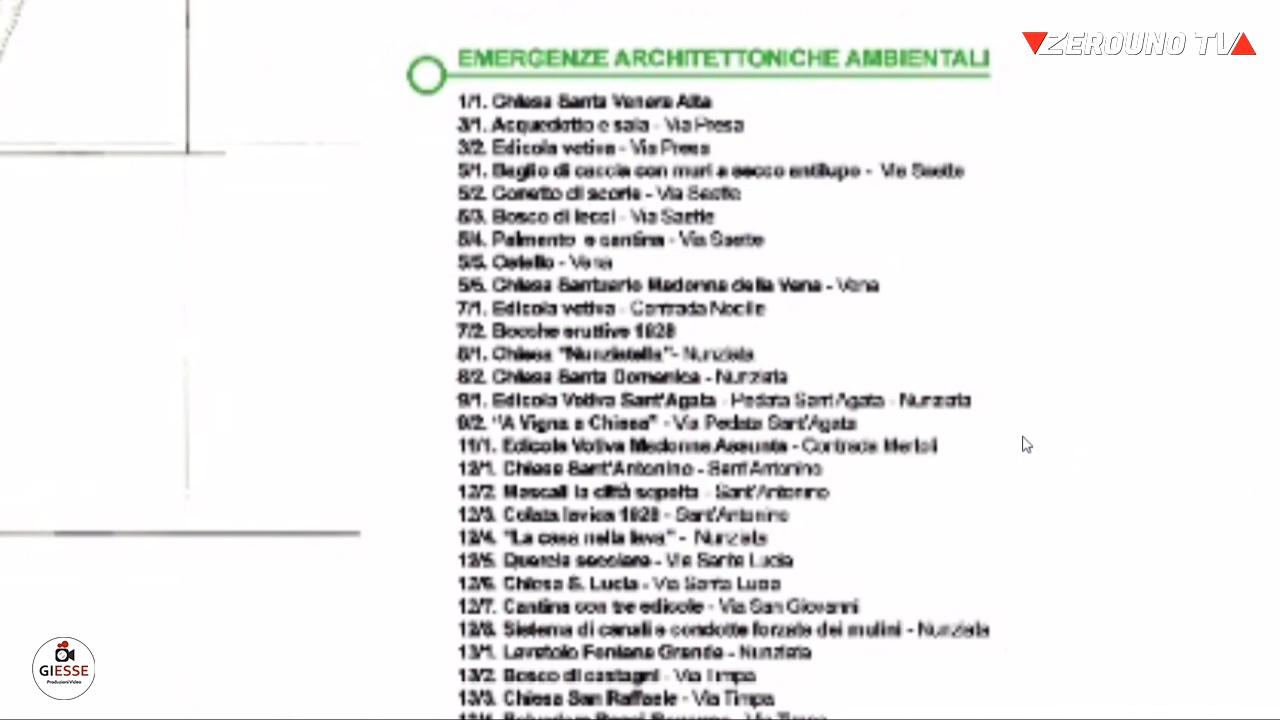 ZEROUNO TV
EMERGENZE ARCHITETTONICHE AMBIENTALI
1/1. Chiesa Santa Venera Alta
3/1. Acquedotto e saia - Via Presa
3/2. Edicola votiva - Via Presa
5/1. Baglio di caccia con muri a secco antilupo - Via Saette
5/2. Corretto di scorie - Via Saette
5/3. Bosco di lecci - Via Saette
5/4. Palmento e cantina - Via Saette
5/5. Ostello - Vena
5/6. Chiesa Santuario Madonna della Vena - Vena
7/1. Edicola votiva - Contrada Nocille
7/2. Bocche eruttive 1928
8/1. Chiesa "Nunziatella"- Nunziata
8/2. Chiesa Santa Domenica - Nunziata
9/1. Edicola Votiva Sant'Agata - Pedata Sant'Agata - Nunziata
9/2. "A Vigna a Chiesa" - Via Pedata Sant'Agata
11/1. Edicola Votiva Madonna Assunta - Contrada
12/1. Chiesa Sant'Antonino - Sant'Antonino
12/2. Mascali la città sepolta - Sant'Antonino
12/3. Colata lavica 1928 - Sant'Antonino
12/4. "La casa nella lava" - Nunziata
12/5. Quercia secolare - Via Santa Lucia
12/6. Chiesa S. Lucia - Via Santa Lucia
12/7. Cantina con tre edicole - Via San Giovanni
12/8. Sistema di canali e condotte forzate dei mulini - Nunziata
13/1. Lavatoio Fontana Grande - Nunziata
13/2. Bosco di castagni - Via Timpa
13/3. Chiesa San Raffaele - Via Timpa
GIESSE
Produzioni Video